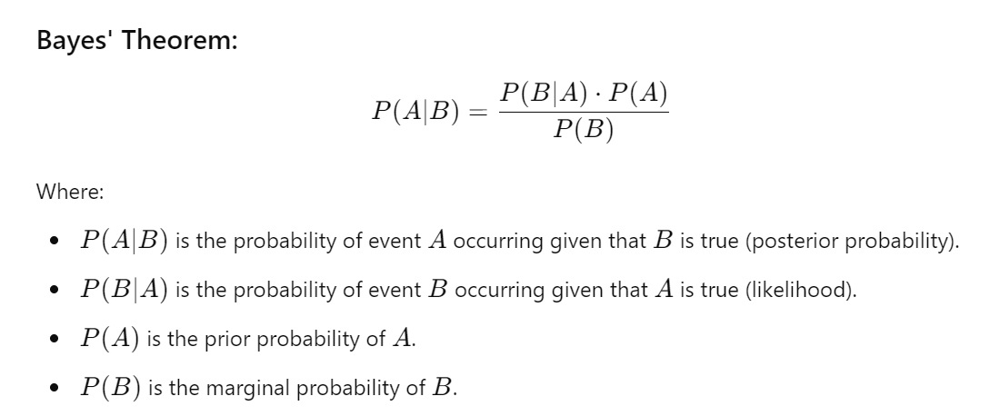 Bayes' Theorem:
P(A|B) = \frac{P(B|A) · P(A)}{P(B)}
Where:
• P(A|B) is the probability of event A occurring given that B is true (posterior probability).
• P(B|A) is the probability of event B occurring given that A is true (likelihood).
• P(A) is the prior probability of A.
• P(B) is the marginal probability of B.